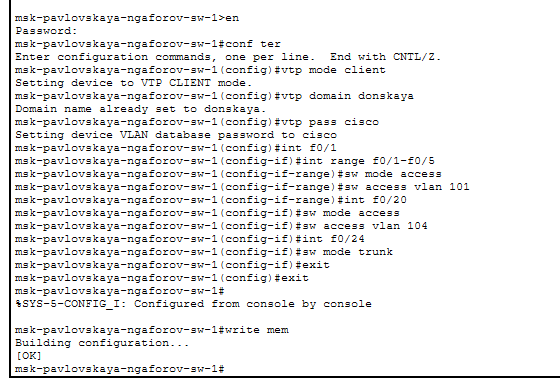 msk-pavlovskaya-ngaforov-sw-1>en
Password:
msk-pavlovskaya-ngaforov-sw-1#conf ter
Enter configuration commands, one per line.  End with CNTL/Z.
msk-pavlovskaya-ngaforov-sw-1(config)#vtp mode client
Setting device to VTP CLIENT mode.
msk-pavlovskaya-ngaforov-sw-1(config)#vtp domain donskaya
Domain name already set to donskaya.
msk-pavlovskaya-ngaforov-sw-1(config)#vtp pass cisco
Setting device VLAN database password to cisco
msk-pavlovskaya-ngaforov-sw-1(config)#int f0/1
msk-pavlovskaya-ngaforov-sw-1(config-if)#int range f0/1-f0/5
msk-pavlovskaya-ngaforov-sw-1(config-if-range)#sw mode access
msk-pavlovskaya-ngaforov-sw-1(config-if-range)#sw access vlan 101
msk-pavlovskaya-ngaforov-sw-1(config-if-range)#int f0/20
msk-pavlovskaya-ngaforov-sw-1(config-if)#sw mode access
msk-pavlovskaya-ngaforov-sw-1(config-if)#sw access vlan 104
msk-pavlovskaya-ngaforov-sw-1(config-if)#int f0/24
msk-pavlovskaya-ngaforov-sw-1(config-if)#sw mode trunk
msk-pavlovskaya-ngaforov-sw-1(config-if)#exit
msk-pavlovskaya-ngaforov-sw-1(config)#exit
msk-pavlovskaya-ngaforov-sw-1#
%SYS-5-CONFIG_I: Configured from console by console
msk-pavlovskaya-ngaforov-sw-1#write mem
Building configuration...
[OK]
msk-pavlovskaya-ngaforov-sw-1#